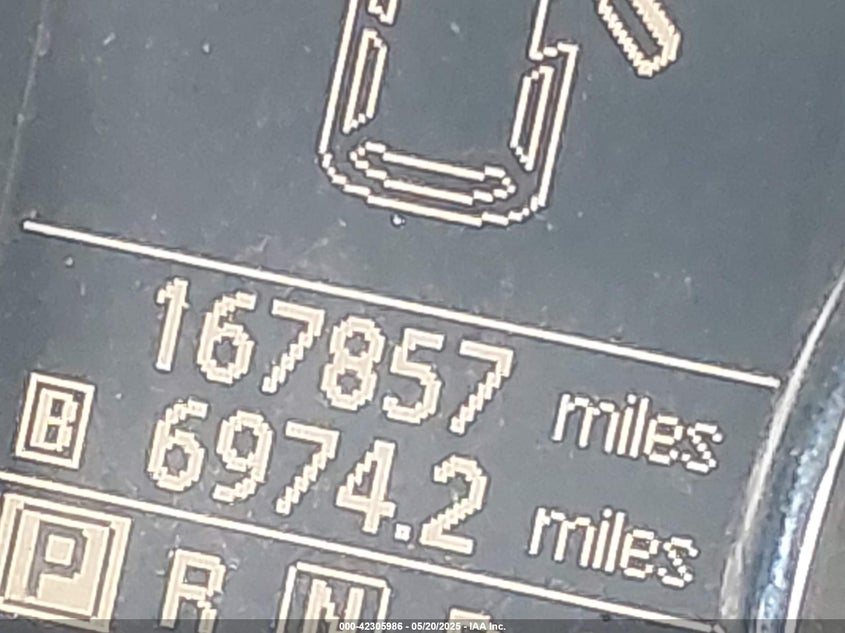 167857 miles
B 6974.2 miles
P R N
000-42305986 - 05/20/2025 - IAA Inc.